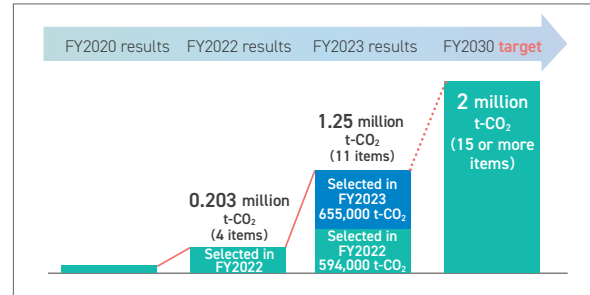 FY2020 results FY2022 results FY2023 results FY2030 target
0.203 million
t-CO₂
(4 items)
Selected in
FY2022
1.25 million
t-CO₂
(11 items)
Selected in
FY2023
655,000 t-CO₂
Selected in
FY2022
594,000 t-CO₂
2 million
t-CO₂
(15 or more
items)